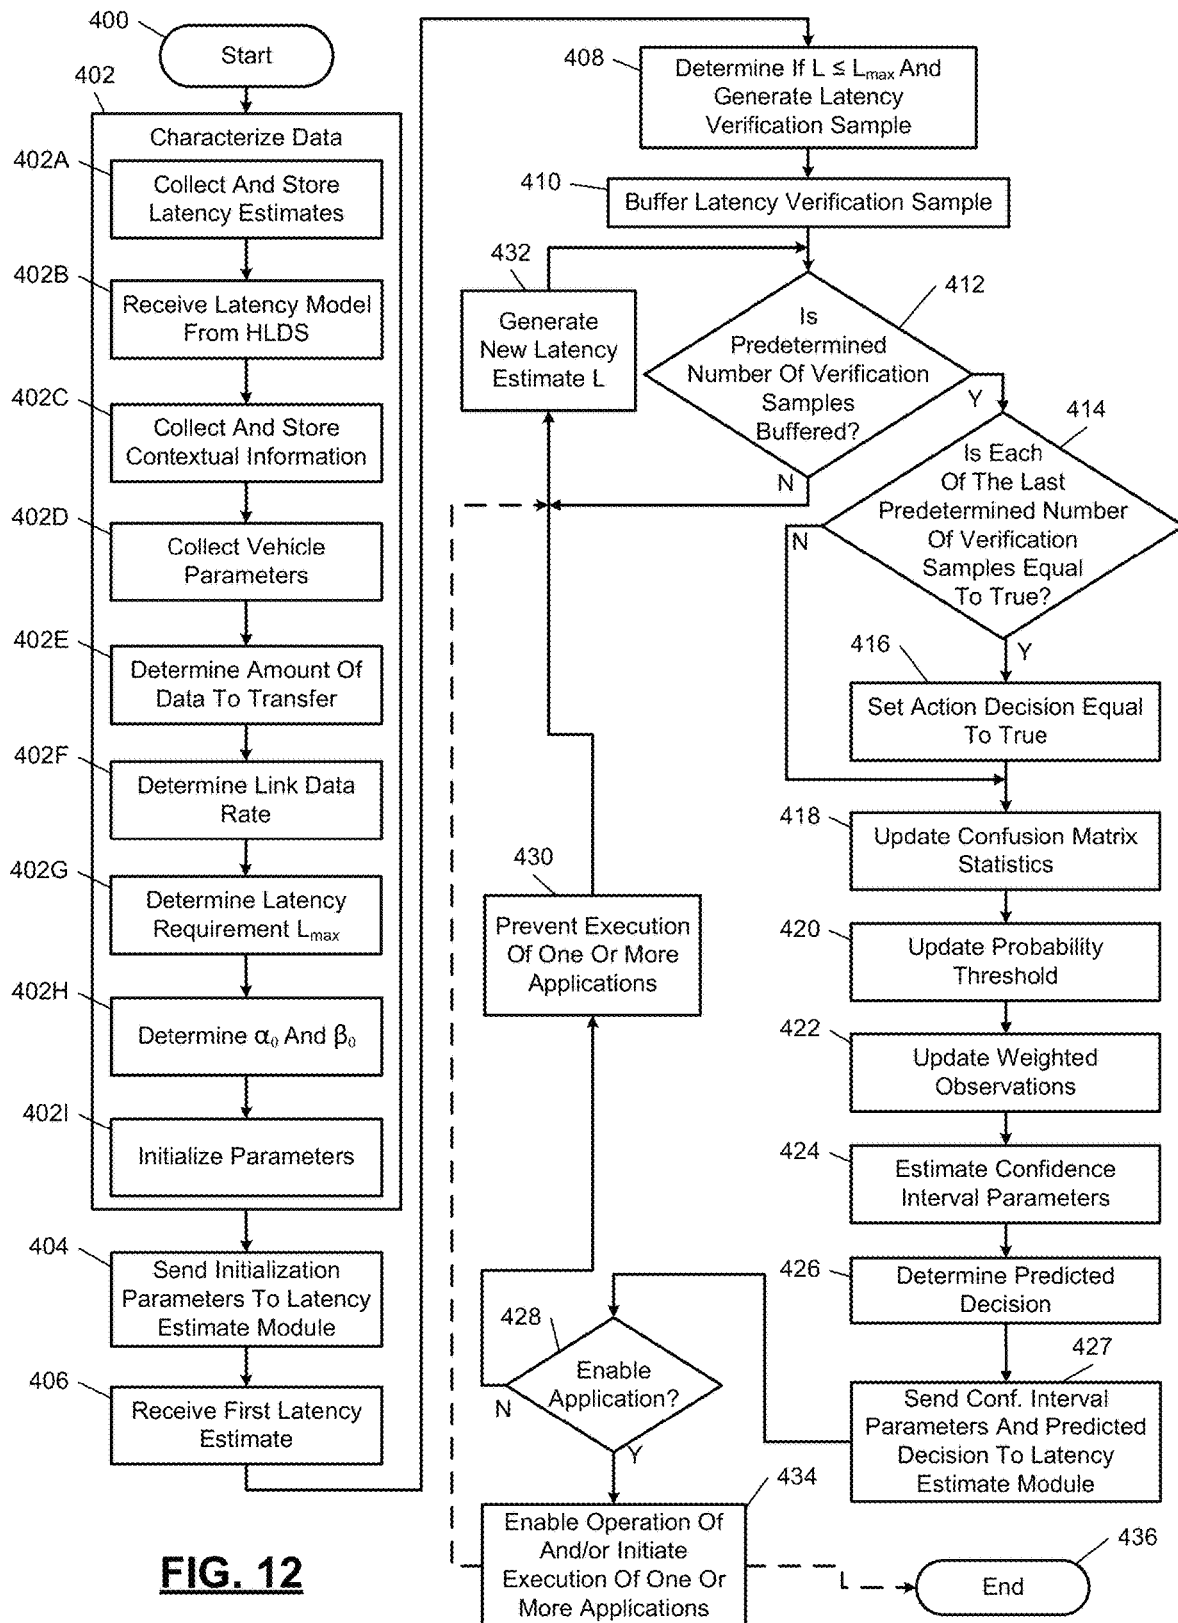 400
Start
402
Characterize Data
402A
Collect And Store
Latency Estimates
402B
Receive Latency Model
From HLDS
402C
Collect And Store
Contextual Information
402D
Collect Vehicle
Parameters
402E
Determine Amount Of
Data To Transfer
402F
Determine Link Data
Rate
402G
Determine Latency
Requirement Lmax
402H
Determine α₀ And β₀
402I
Initialize Parameters
404
Send Initialization
Parameters To Latency
Estimate Module
406
Receive First Latency
Estimate
408
Determine If L ≤ Lmax And
Generate Latency
Verification Sample
410
Buffer Latency Verification Sample
432
Generate
New Latency
Estimate L
412
Is
Predetermined
Number Of Verification
Samples
Buffered?
Y
N
414
Is Each
Of The Last
Predetermined Number
Of Verification
Samples Equal
To True?
N
Y
416
Set Action Decision Equal
To True
418
Update Confusion Matrix
Statistics
420
Update Probability
Threshold
422
Update Weighted
Observations
424
Estimate Confidence
Interval Parameters
426
Determine Predicted
Decision
427
Send Conf. Interval
Parameters And Predicted
Decision To Latency
Estimate Module
428
Enable
Application?
N
Y
430
Prevent Execution
Of One Or More
Applications
434
Enable Operation Of
And/or Initiate
Execution Of One Or
More Applications
436
End
FIG. 12